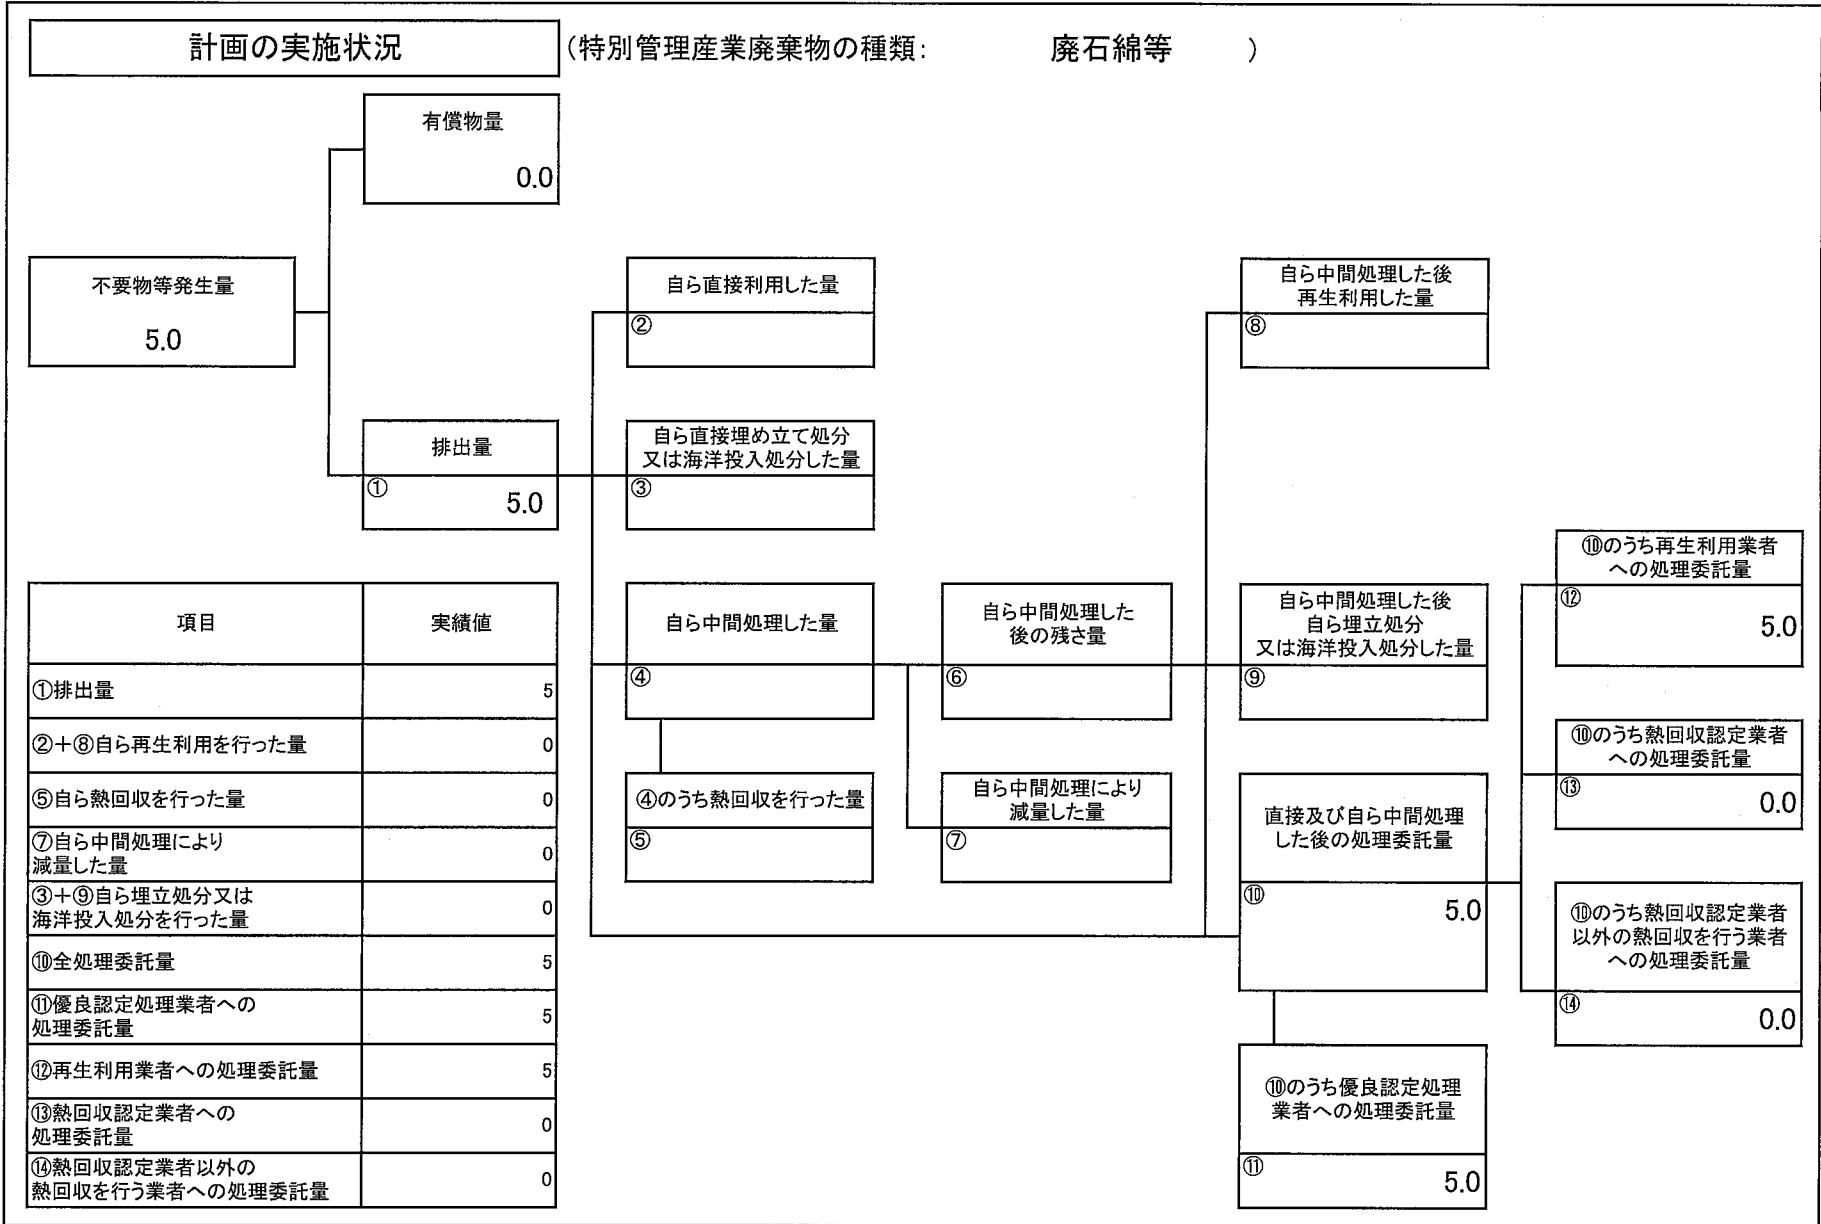 計画の実施状況
(特別管理産業廃棄物の種類: 廃石綿等 )
有償物量
0.0
不要物等発生量
5.0
排出量
① 5.0
自ら直接利用した量
②
自ら直接埋め立て処分
又は海洋投入処分した量
③
自ら中間処理した量
④
④のうち熱回収を行った量
⑤
自ら中間処理した
後の残さ量
⑥
自ら中間処理により
減量した量
⑦
自ら中間処理した後
再生利用した量
⑧
自ら中間処理した後
自ら埋立処分
又は海洋投入処分した量
⑨
直接及び自ら中間処理
した後の処理委託量
⑩ 5.0
⑩のうち優良認定処理
業者への処理委託量
⑪ 5.0
⑩のうち再生利用業者
への処理委託量
⑫ 5.0
⑩のうち熱回収認定業者
への処理委託量
⑬ 0.0
⑩のうち熱回収認定業者
以外の熱回収を行う業者
への処理委託量
⑭ 0.0
項目 実績値
①排出量 5
②+⑧自ら再生利用を行った量 0
⑤自ら熱回収を行った量 0
⑦自ら中間処理により
減量した量 0
③+⑨自ら埋立処分又は
海洋投入処分を行った量 0
⑩全処理委託量 5
⑪優良認定処理業者への
処理委託量 5
⑫再生利用業者への処理委託量 5
⑬熱回収認定業者への
処理委託量 0
⑭熱回収認定業者以外の
熱回収を行う業者への処理委託量 0